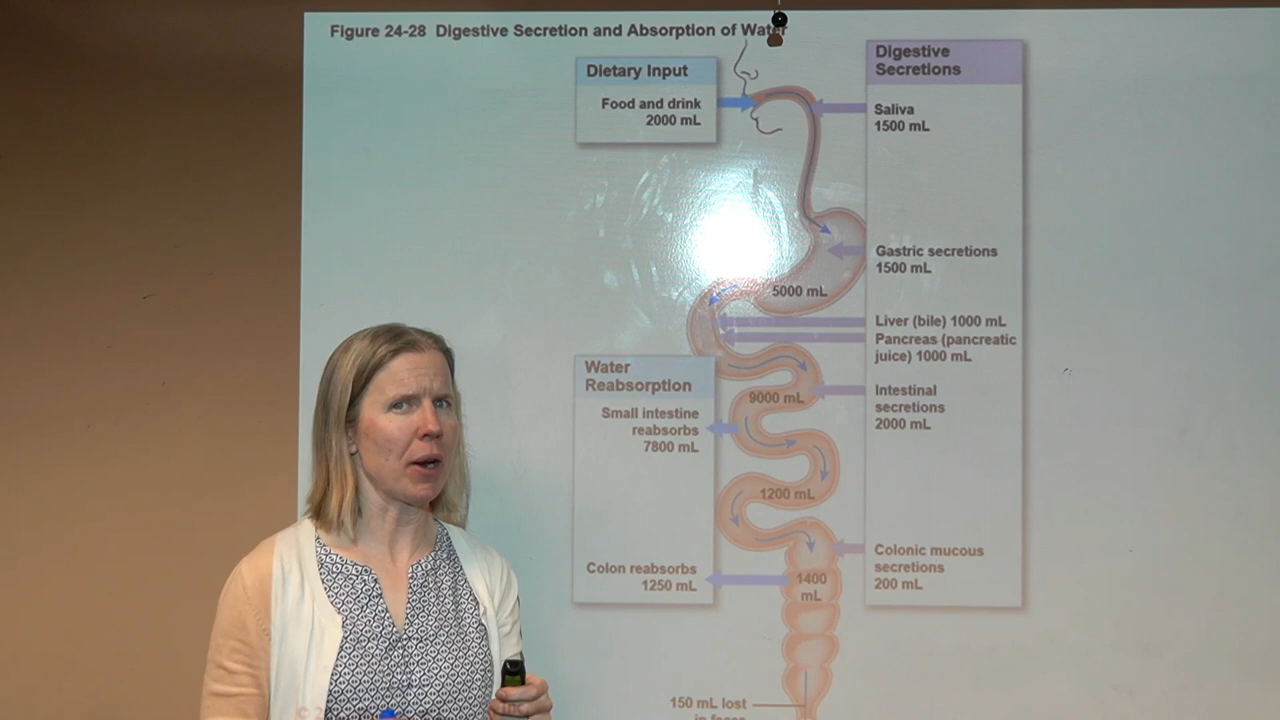 Figure 24-28 Digestive Secretion and Absorption of Water
Dietary Input
Food and drink
2000 mL
Digestive
Secretions
Saliva
1500 mL
Gastric secretions
1500 mL
5000 mL
Liver (bile) 1000 mL
Pancreas (pancreatic
juice) 1000 mL
Water
Reabsorption
9000 mL
Intestinal
secretions
2000 mL
Small intestine
reabsorbs
7800 mL
1200 mL
Colonic mucous
secretions
200 mL
Colon reabsorbs
1250 mL
1400
mL
150 mL lost
in feces